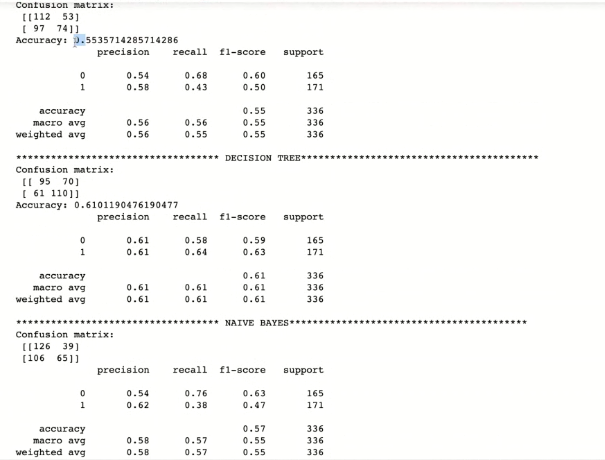 Confusion matrix:
[[112 53]
[ 97 74]]
Accuracy: 0.5535714285714286
precision recall f1-score support
0 0.54 0.68 0.60 165
1 0.58 0.43 0.50 171
accuracy 0.55 336
macro avg 0.56 0.56 0.55 336
weighted avg 0.56 0.55 0.55 336
*********************************** DECISION TREE*****************************************
Confusion matrix:
[[ 95 70]
[ 61 110]]
Accuracy: 0.6101190476190477
precision recall f1-score support
0 0.61 0.58 0.59 165
1 0.61 0.64 0.63 171
accuracy 0.61 336
macro avg 0.61 0.61 0.61 336
weighted avg 0.61 0.61 0.61 336
*********************************** NAIVE BAYES*****************************************
Confusion matrix:
[[126 39]
[106 65]]
precision recall f1-score support
0 0.54 0.76 0.63 165
1 0.62 0.38 0.47 171
accuracy 0.57 336
macro avg 0.58 0.57 0.55 336
weighted avg 0.58 0.57 0.55 336